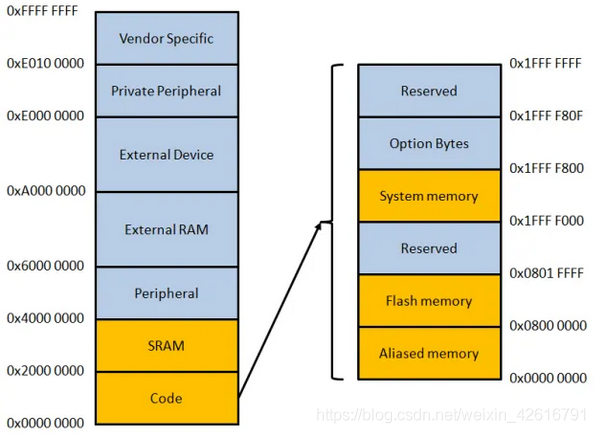 0xFFFF FFFF
Vendor Specific
0xE010 0000
Private Peripheral
0xE000 0000
External Device
0xA000 0000
External RAM
0x6000 0000
Peripheral
0x4000 0000
SRAM
0x2000 0000
Code
0x0000 0000
0x1FFF FFFF
Reserved
0x1FFF F80F
Option Bytes
0x1FFF F800
System memory
0x1FFF F000
Reserved
0x0801 FFFF
Flash memory
0x0800 0000
Aliased memory
0x0000 0000
https://blog.csdn.net/weixin_42616791